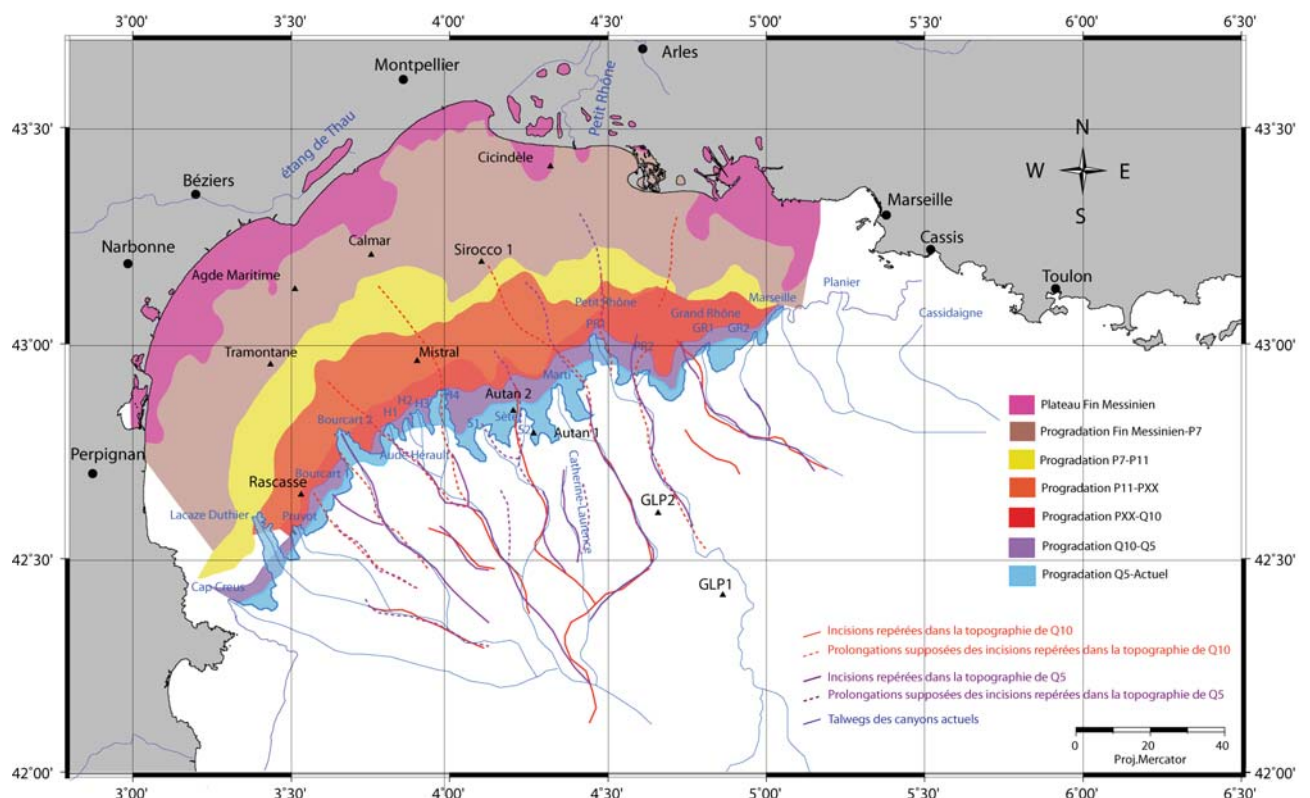 3°00' 3°30' 4°00' 4°30' 5°00' 5°30' 6°00' 6°30'
Arles
Montpellier
Petit Rhône
43°30' 43°30'
étang de Thau
Cicindèle
N
W E
S
Béziers
Marseille
Narbonne
Cassis
Calmar
Sirocco 1
Agde Maritime
Toulon
Planier
Marseille
Petit Rhône
Grand Rhône
Cassidaigne
PR1
GR1 GR2
43°00' 43°00'
PR2
Tramontane
Mistral
Marti
H4
H2
H3
H1
Autan 2
Plateau Fin Messinien
Bourcart 2
S1
Sète
S2
Autan 1
Progradation Fin Messinien-P7
Aude-Hérault
Perpignan
Progradation P7-P11
Bourcart 1
Rascasse
Catherine-Laurence
Progradation P11-PXX
GLP2
Lacaze Duthier
Pruvot
Progradation PXX-Q10
Progradation Q10-Q5
42°30' 42°30'
Progradation Q5-Actuel
Cap Creus
GLP1
Incisions repérées dans la topographie de Q10
Prolongations supposées des incisions repérées dans la topographie de Q10
Incisions repérées dans la topographie de Q5
Prolongations supposées des incisions repérées dans la topographie de Q5
Talwegs des canyons actuels
0 20 40
Proj.Mercator
42°00' 42°00'
3°00' 3°30' 4°00' 4°30' 5°00' 5°30' 6°00' 6°30'